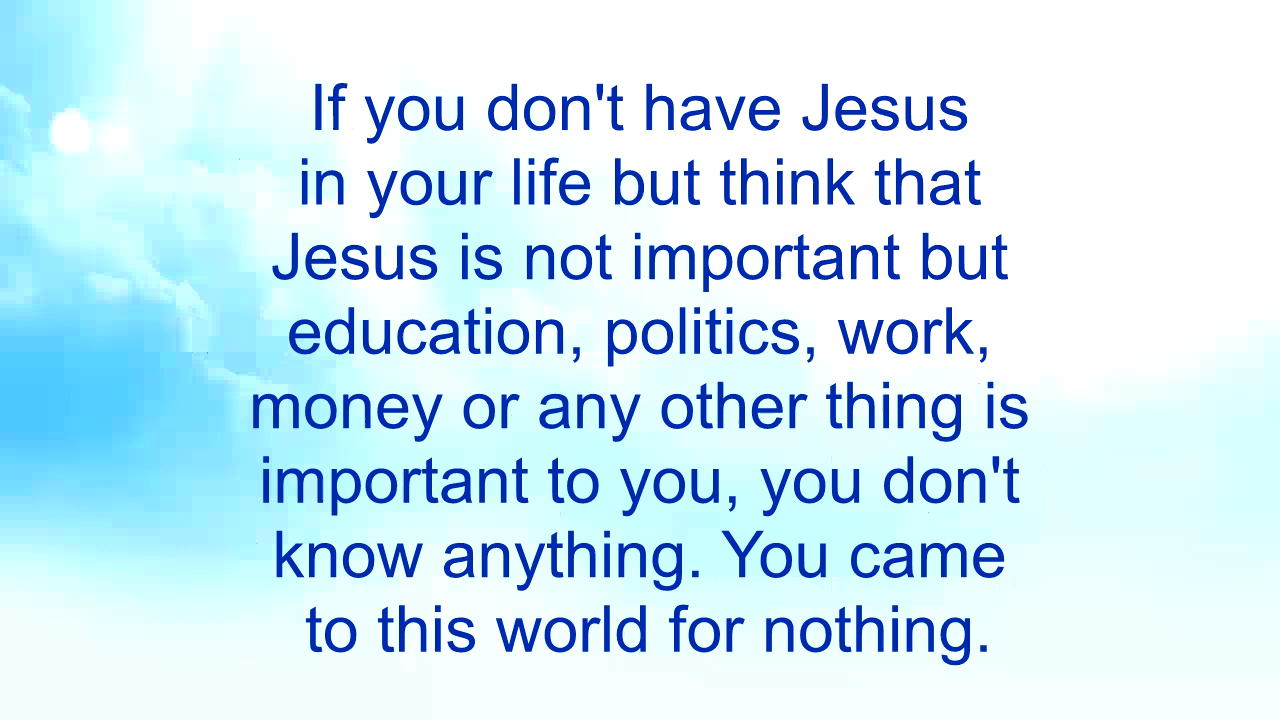 If you don't have Jesus
in your life but think that
Jesus is not important but
education, politics, work,
money or any other thing is
important to you, you don't
know anything. You came
to this world for nothing.